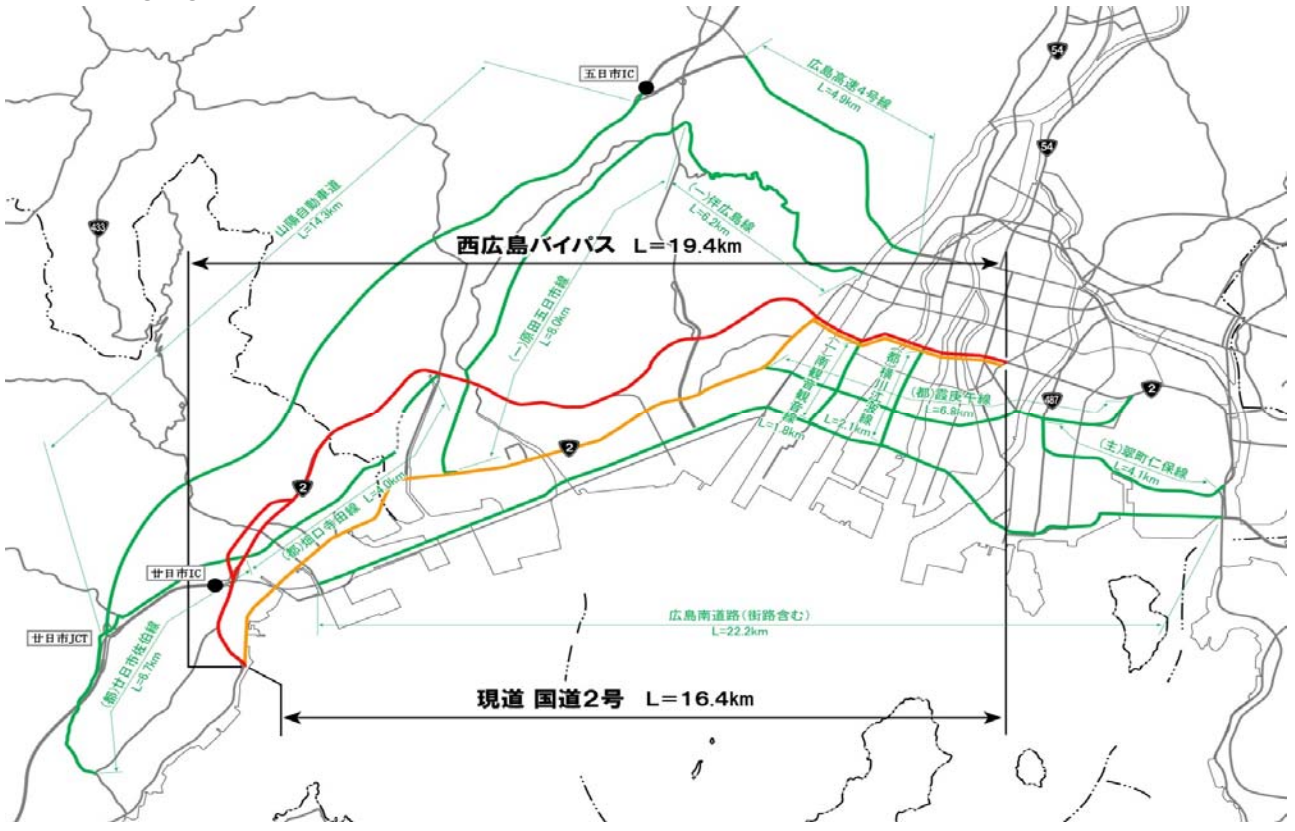 54
五日市IC
広島高速4号線
L=4.9km
54
山陽自動車道
L=14.3km
433
(一)伴広島線
L=6.2km
西広島バイパス L=19.4km
(一)原田五日市線
L=8.0km
(一)南観音観音線
L=1.8km
(都)横川江波線
L=2.1km
(都)霞庚午線
L=6.8km
2
487
2
(主)翠町仁保線
L=4.1km
2
(都)畑口寺田線
L=4.0km
廿日市IC
廿日市JCT
(都)廿日市佐伯線
L=6.7km
広島南道路(街路含む)
L=22.2km
現道 国道2号 L=16.4km